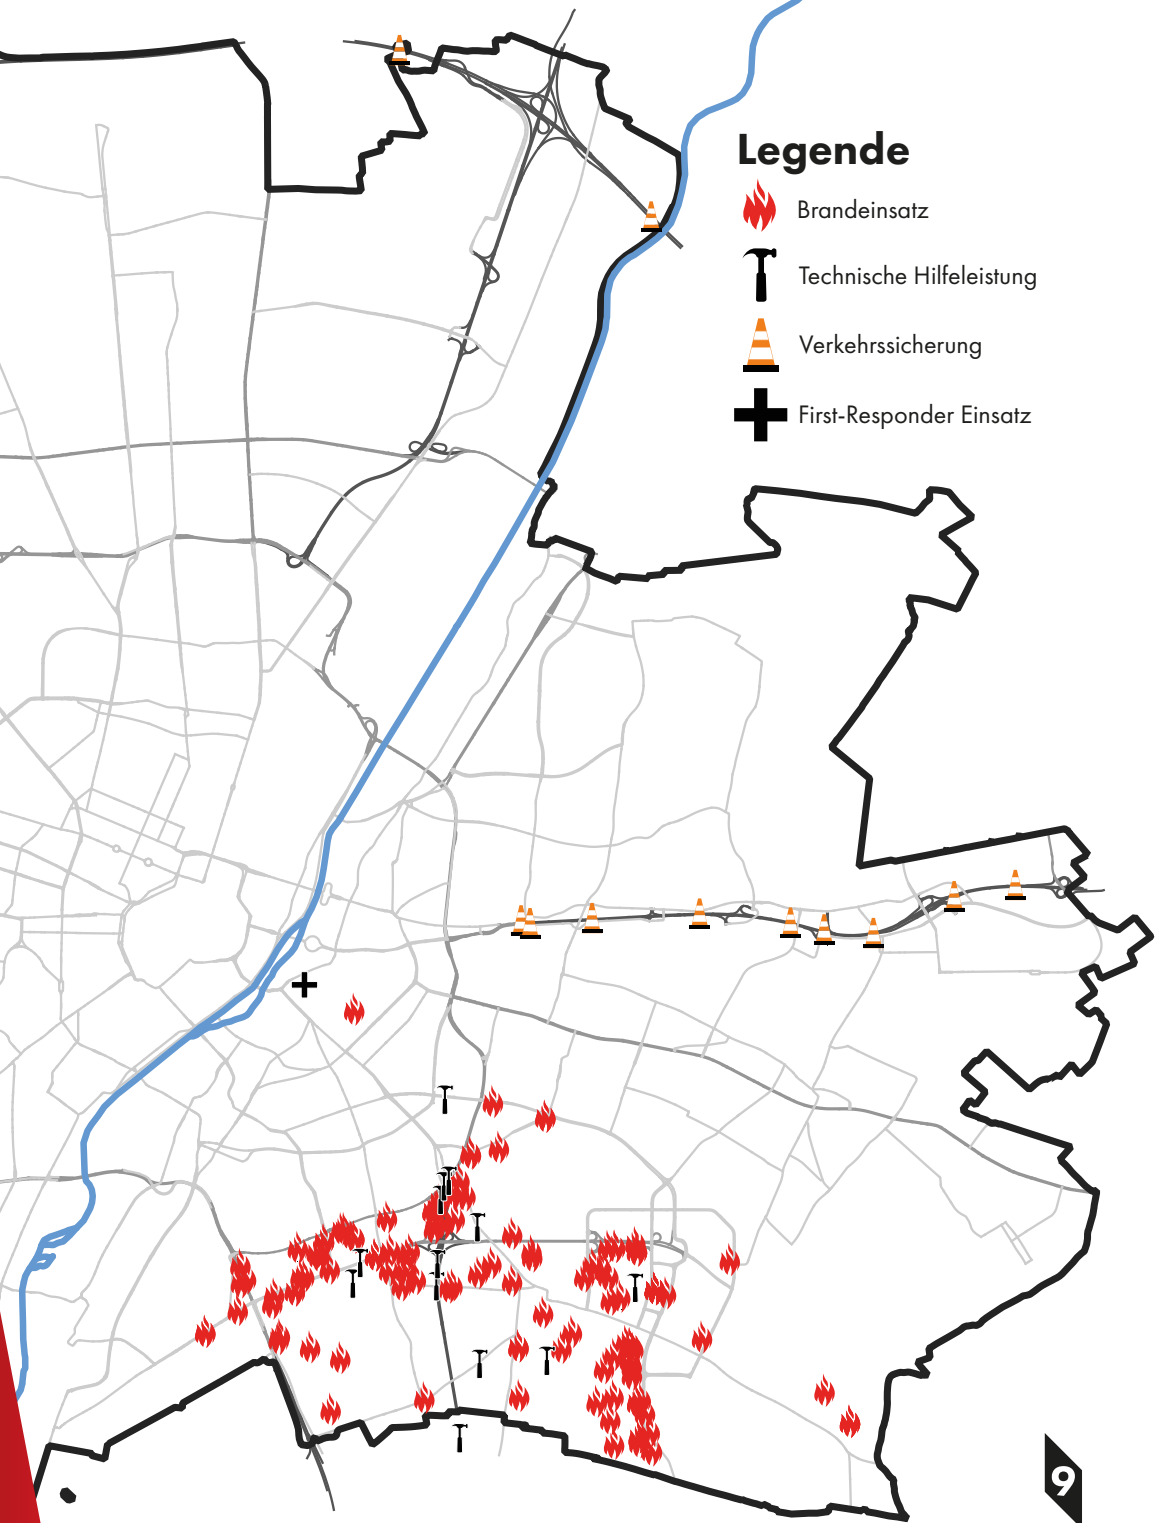 Legende
Brandeinsatz
Technische Hilfeleistung
Verkehrssicherung
First-Responder Einsatz
9